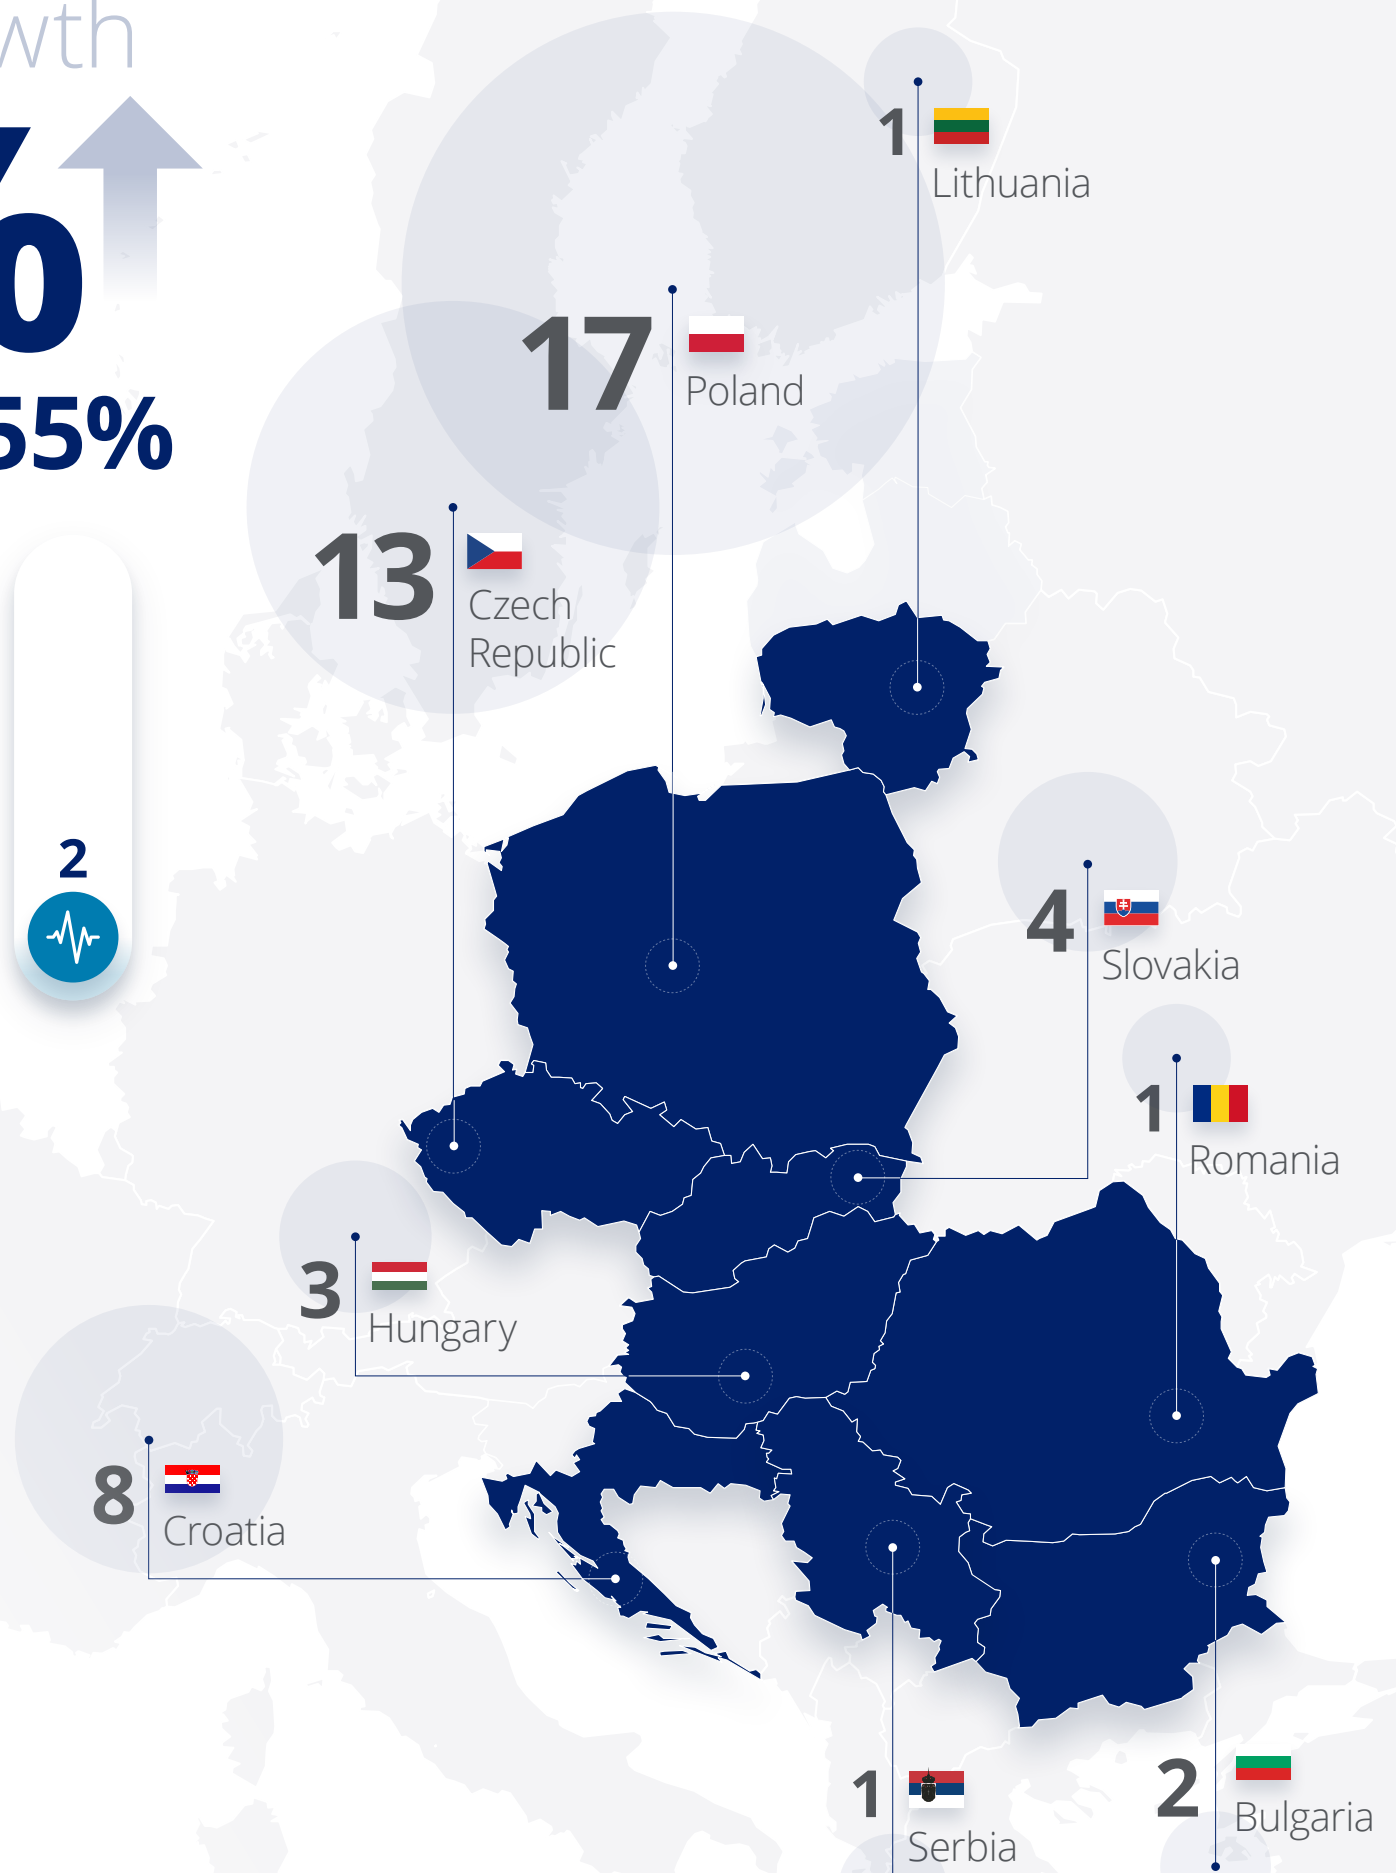 1
Lithuania
17
Poland
55%
13
Czech
Republic
2
4
Slovakia
1
Romania
3
Hungary
8
Croatia
1
Serbia
2
Bulgaria